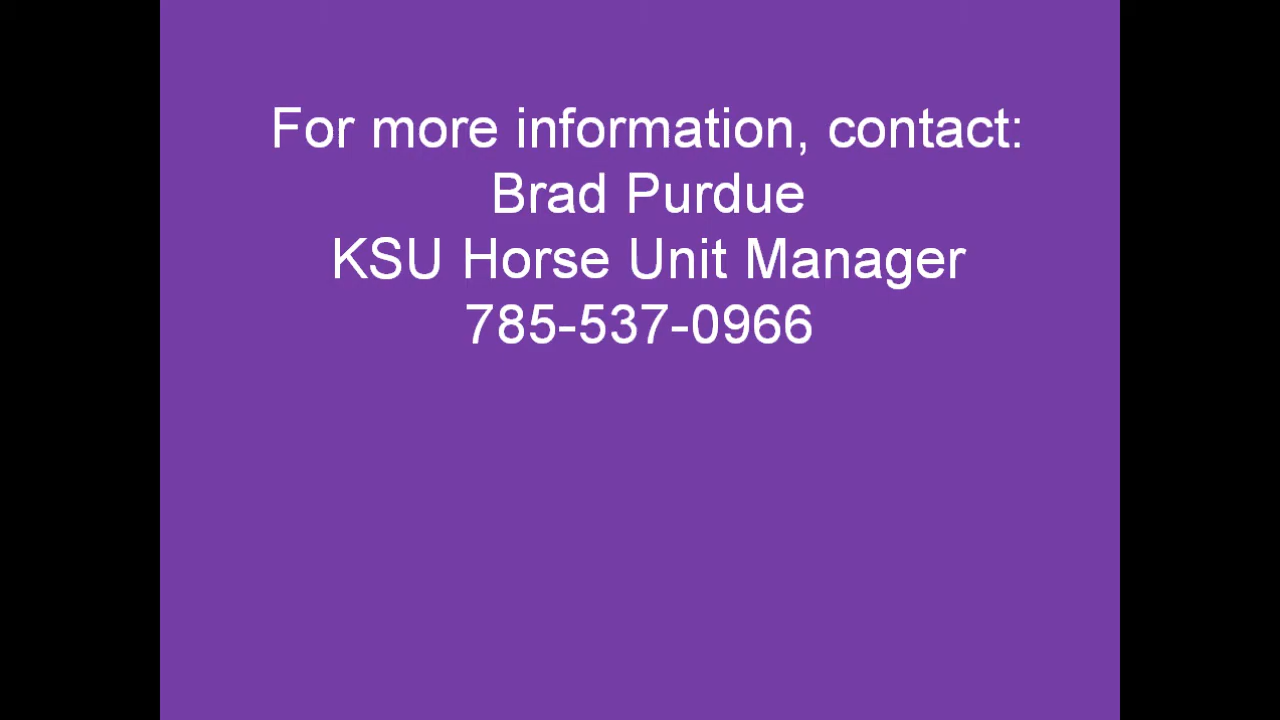 For more information, contact:
Brad Purdue
KSU Horse Unit Manager
785-537-0966